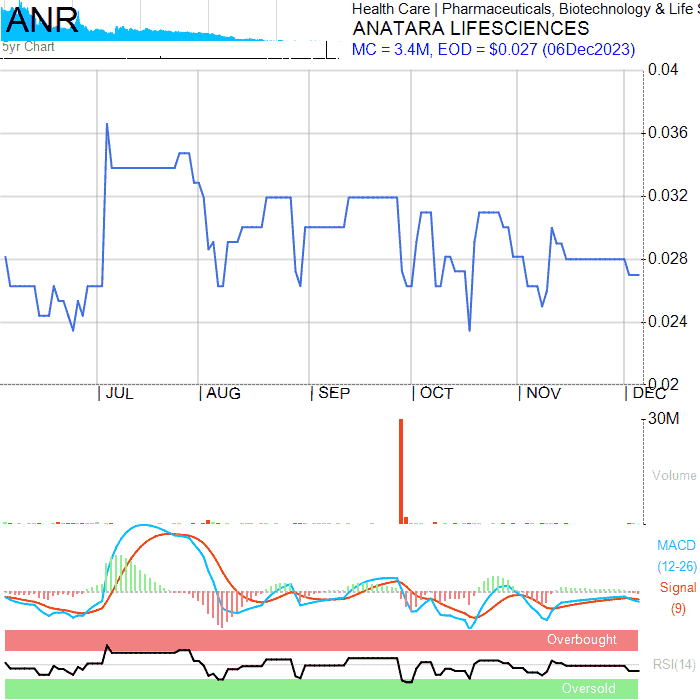 ANR
5yr Chart
Health Care | Pharmaceuticals, Biotechnology & Life S
ANATARA LIFESCIENCES
MC = 3.4M, EOD = $0.027 (06Dec2023)
0.04
0.036
0.032
0.028
0.024
0.02
JUL AUG SEP OCT NOV DEC
30M
Volume
MACD
(12-26)
Signal
(9)
Overbought
RSI(14)
Oversold